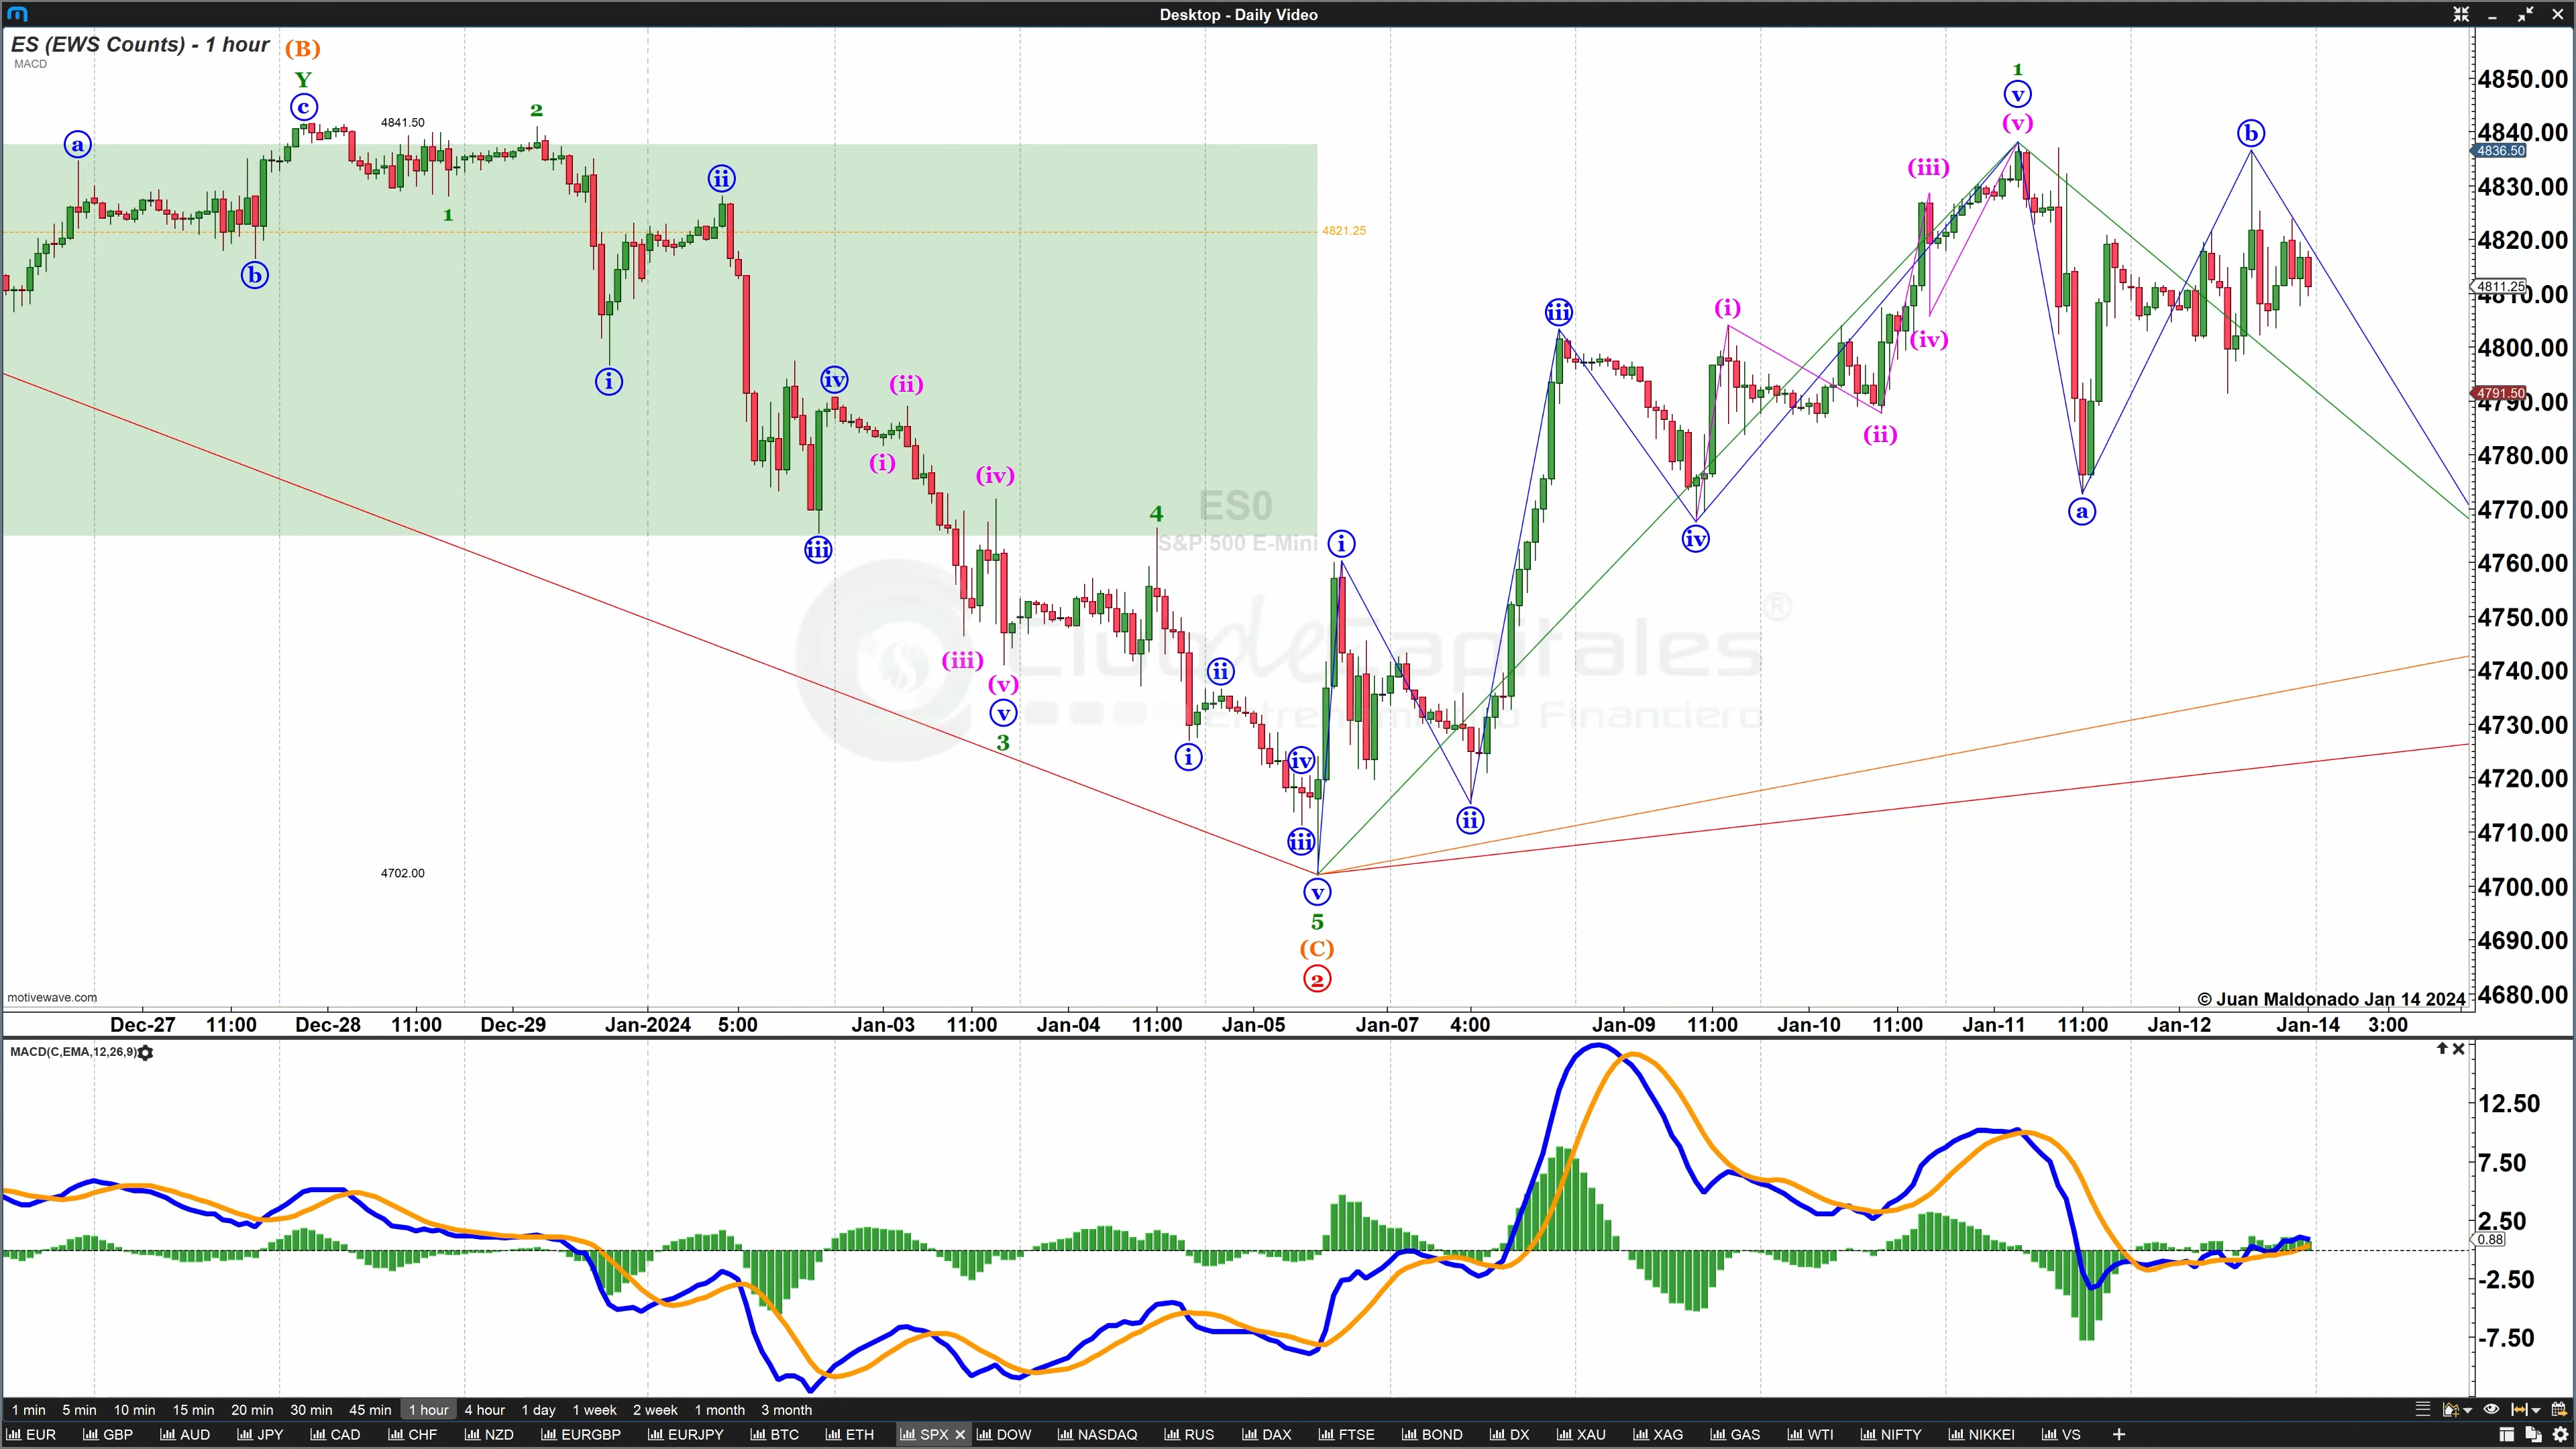 Desktop - Daily Video
ES (EWS Counts) - 1 hour
MACD
(B)
Y
c
a
b
4841.50
1
2
4821.25
i
ii
iii
iv
(i)
(ii)
(iii)
(iv)
(v)
v
3
4
i
ii
iii
iv
4702.00
v
5
(C)
2
ES0
S&P 500 E-Mini
Capitales
®
Financiero
i
ii
iii
iv
(i)
(ii)
(iii)
(iv)
1
v
(v)
a
b
4850.00
4840.00
4836.50
4830.00
4820.00
4811.25
4810.00
4800.00
4791.50
4790.00
4780.00
4770.00
4760.00
4750.00
4740.00
4730.00
4720.00
4710.00
4700.00
4690.00
4680.00
motivewave.com
© Juan Maldonado Jan 14 2024
Dec-27 11:00 Dec-28 11:00 Dec-29 Jan-2024 5:00 Jan-03 11:00 Jan-04 11:00 Jan-05 Jan-07 4:00 Jan-09 11:00 Jan-10 11:00 Jan-11 11:00 Jan-12 Jan-14 3:00
MACD(C,EMA,12,26,9)
12.50
7.50
2.50
0.88
-2.50
-7.50
1 min 5 min 10 min 15 min 20 min 30 min 45 min 1 hour 4 hour 1 day 1 week 2 week 1 month 3 month
EUR GBP AUD JPY CAD CHF NZD EURGBP EURJPY BTC ETH SPX DOW NASDAQ RUS DAX FTSE BOND DX XAU XAG GAS WTI NIFTY NIKKEI VS